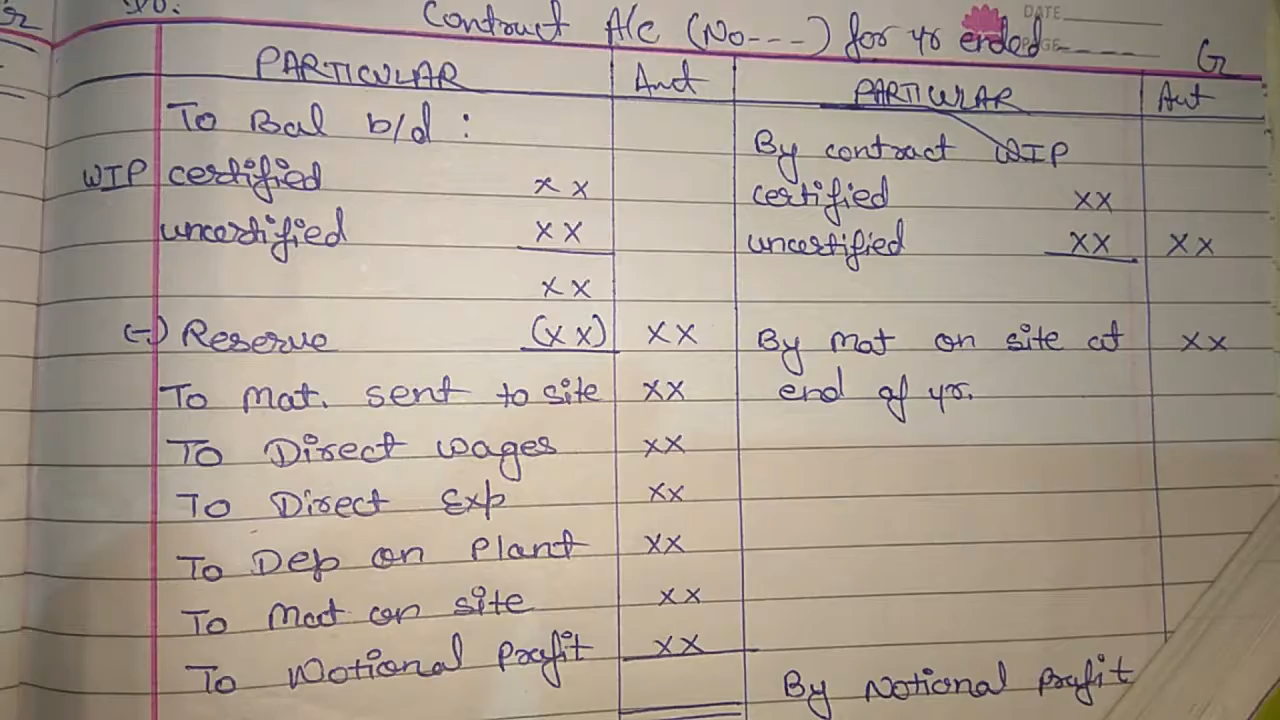 Contract A/c (No---) for yr ended-----
DATE
PAGE
Cr
PARTICULAR Amt PARTICULAR Amt
To Bal b/d :
By contract WIP
WIP certified xx
certified xx
uncertified xx
uncertified xx xx
xx
(-) Reserve (xx) xx
By mat on site at xx
end of yr.
To mat. sent to site xx
To Direct wages xx
To Direct Exp xx
To Dep on Plant xx
To Mat on site xx
To Notional Profit xx
By Notional Profit